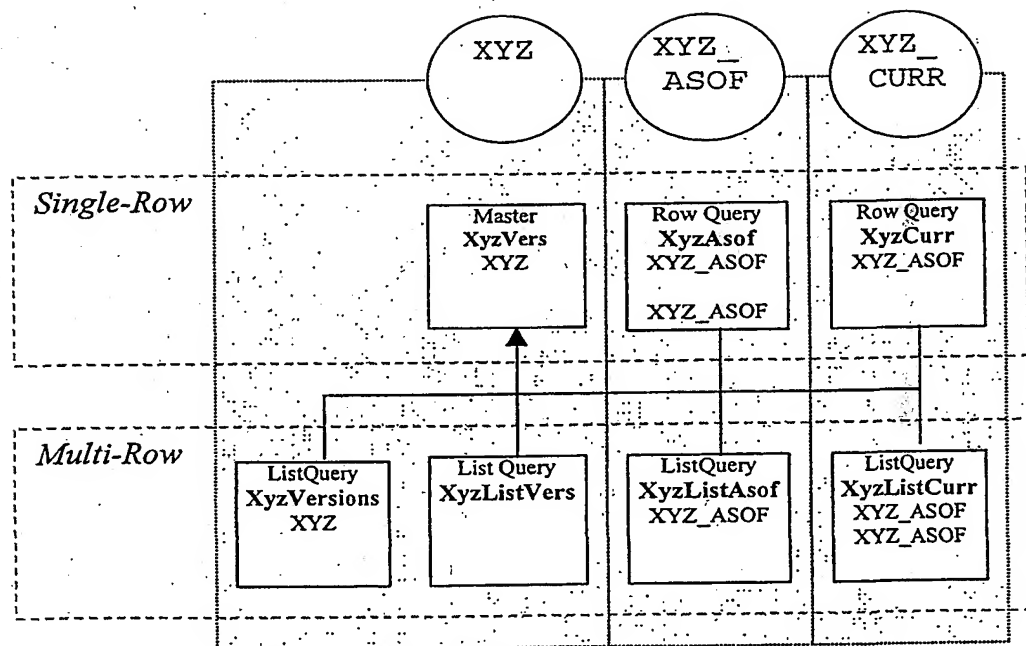 XYZ
XYZ_
ASOF
XYZ_
CURR
Single-Row
Master
XyzVers
XYZ
Row Query
XyzAsof
XYZ_ASOF
XYZ_ASOF
Row Query
XyzCurr
XYZ_ASOF
Multi-Row
ListQuery
XyzVersions
XYZ
List Query
XyzListVers
ListQuery
XyzListAsof
XYZ_ASOF
ListQuery
XyzListCurr
XYZ_ASOF
XYZ_ASOF